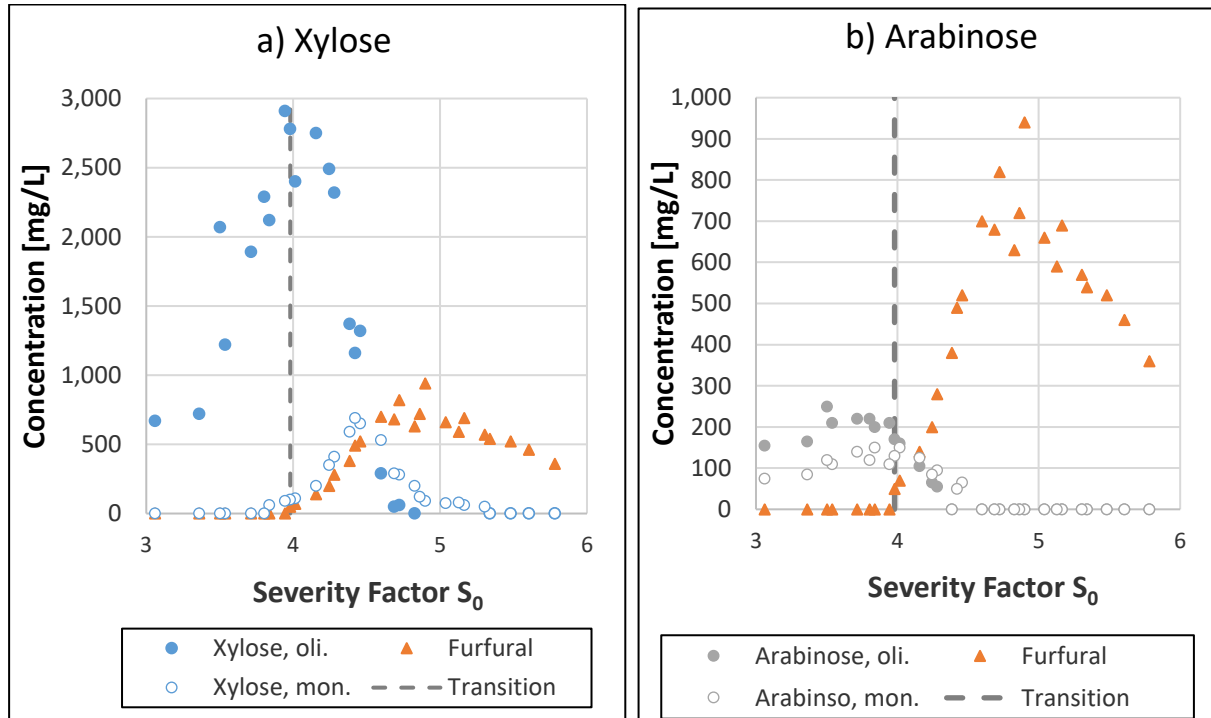 a) Xylose
Concentration [mg/L]
3,000
2,500
2,000
1,500
1,000
500
0
3 4 5 6
Severity Factor S₀
Xylose, oli. Furfural
Xylose, mon. Transition
b) Arabinose
Concentration [mg/L]
1,000
900
800
700
600
500
400
300
200
100
0
3 4 5 6
Severity Factor S₀
Arabinose, oli. Furfural
Arabinso, mon. Transition